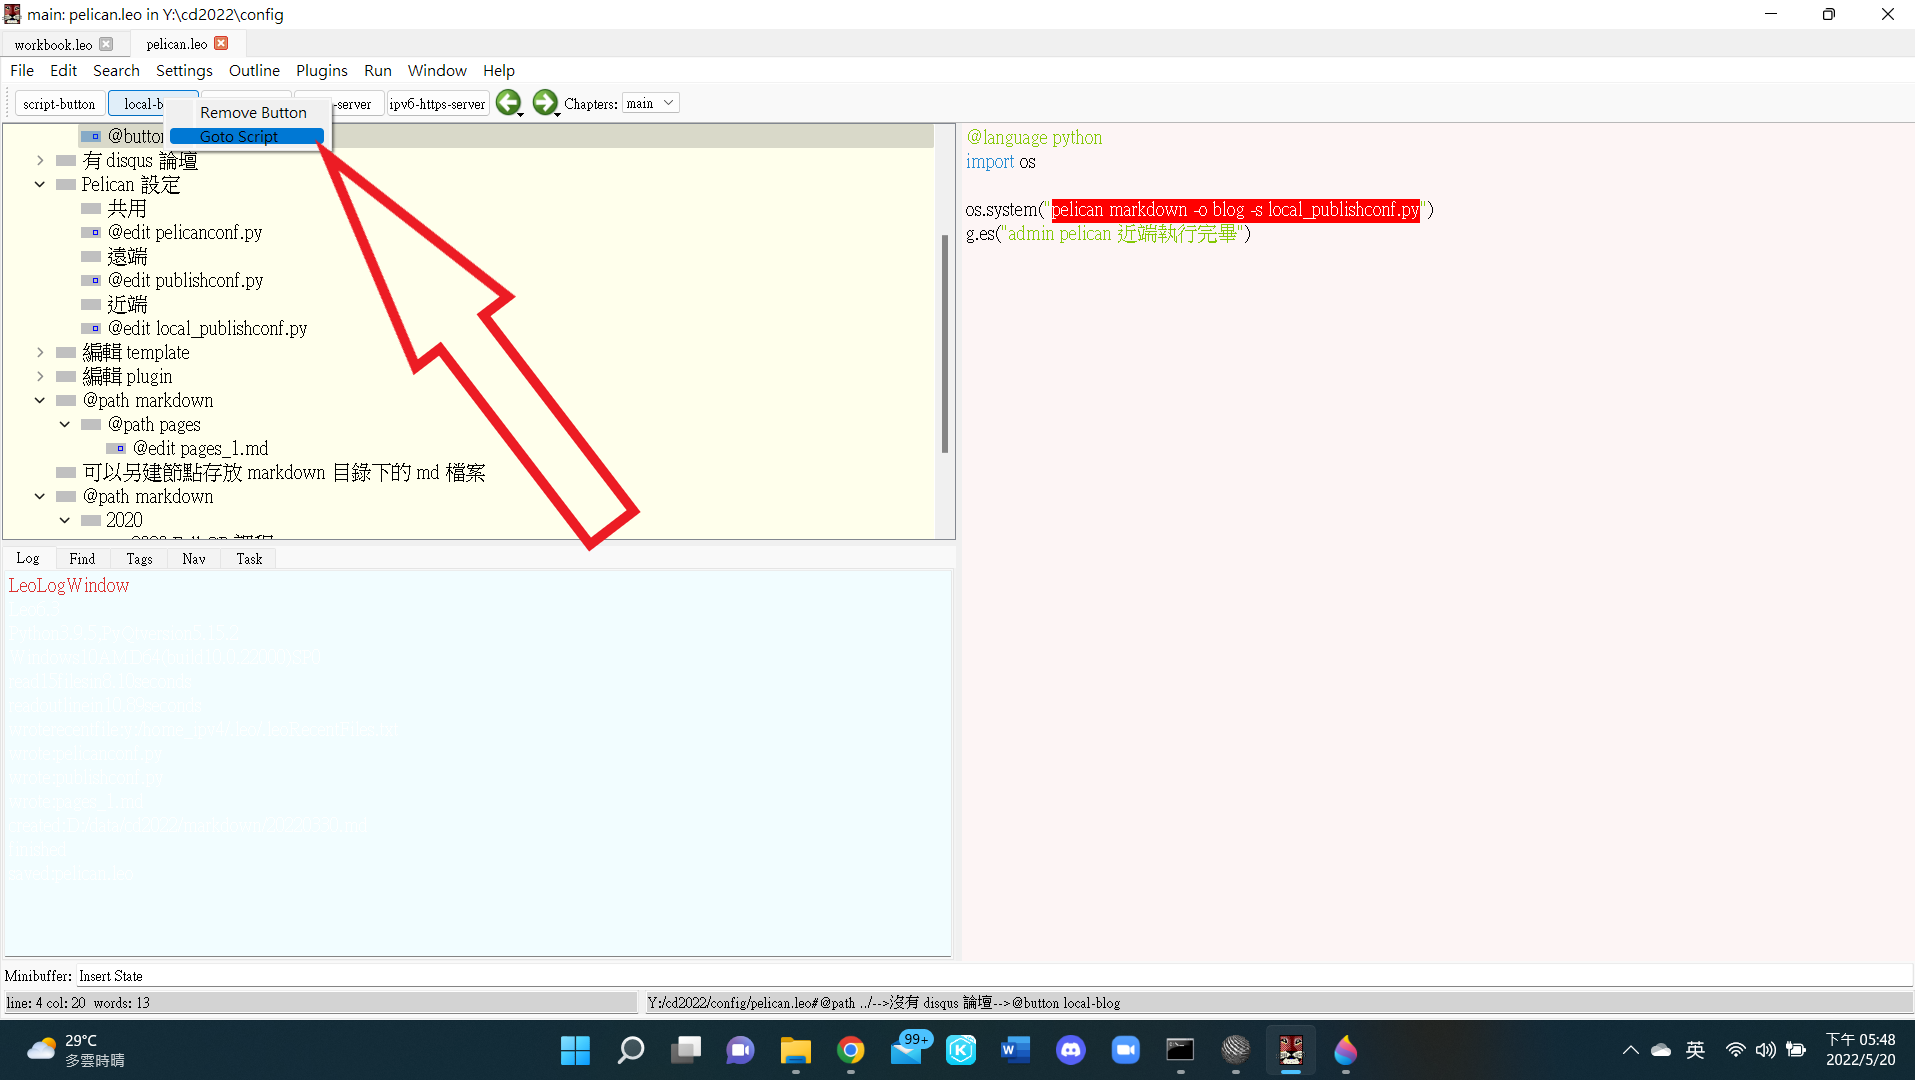 main: pelican.leo in Y:\cd2022\config
workbook.leo
pelican.leo
File Edit Search Settings Outline Plugins Run Window Help
script-button local-b -server ipv6-https-server Chapters: main
Remove Button
Goto Script
@button
有 disqus 論壇
Pelican 設定
共用
@edit pelicanconf.py
遠端
@edit publishconf.py
近端
@edit local_publishconf.py
編輯 template
編輯 plugin
@path markdown
@path pages
@edit pages_1.md
可以另建節點存放 markdown 目錄下的 md 檔案
@path markdown
2020
@language python
import os
os.system("pelican markdown -o blog -s local_publishconf.py")
g.es("admin pelican 近端執行完畢")
Log Find Tags Nav Task
LeoLogWindow
Minibuffer: Insert State
line: 4 col: 20 words: 13
Y:/cd2022/config/pelican.leo#@path ../-->沒有 disqus 論壇-->@button local-blog
29°C
多雲時晴
99+
英
下午 05:48
2022/5/20